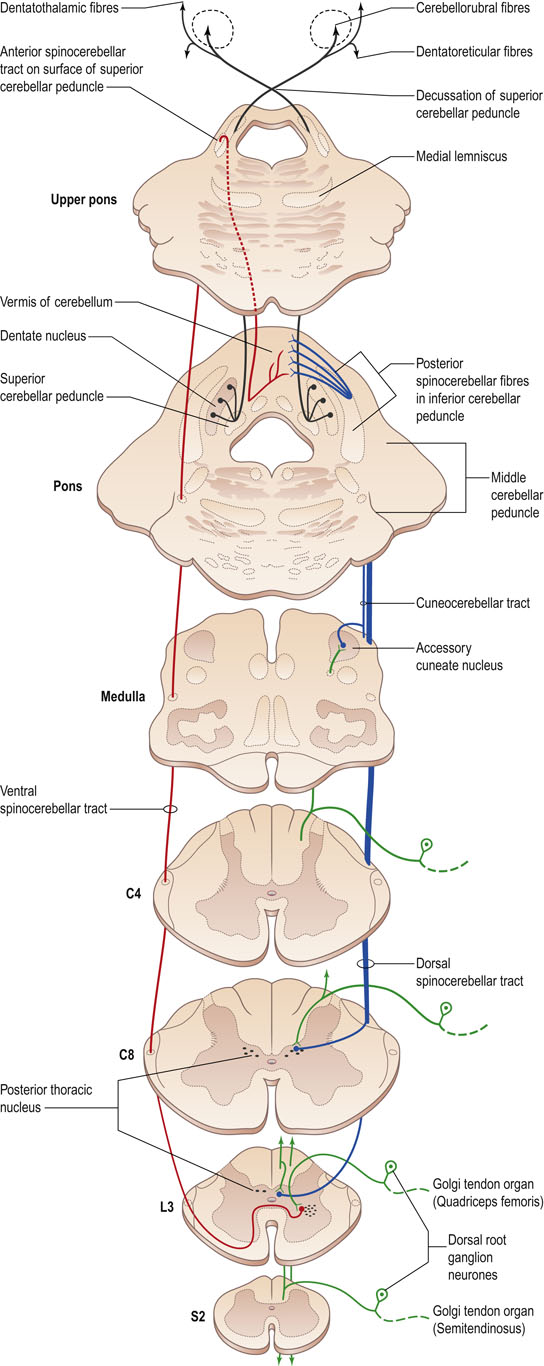 Dentatothalamic fibres
Cerebellorubral fibres
Anterior spinocerebellar
tract on surface of superior
cerebellar peduncle
Dentatoreticular fibres
Decussation of superior
cerebellar peduncle
Medial lemniscus
Upper pons
Vermis of cerebellum
Dentate nucleus
Superior
cerebellar peduncle
Posterior
spinocerebellar fibres
in inferior cerebellar
peduncle
Pons
Middle
cerebellar
peduncle
Cuneocerebellar tract
Accessory
cuneate nucleus
Medulla
Ventral
spinocerebellar tract
C4
Dorsal
spinocerebellar tract
C8
Posterior thoracic
nucleus
L3
Golgi tendon organ
(Quadriceps femoris)
Dorsal root
ganglion
neurones
S2
Golgi tendon organ
(Semitendinosus)